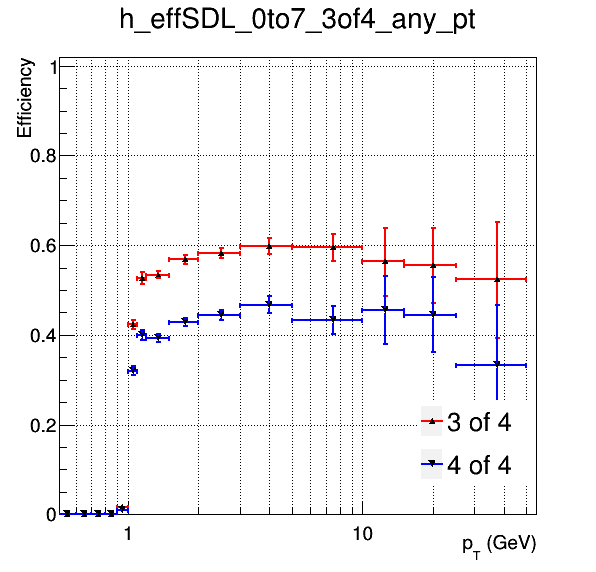 h_effSDL_0to7_3of4_any_pt
Efficiency
1
0.8
0.6
0.4
0.2
0
3 of 4
4 of 4
1
10
p_T (GeV)